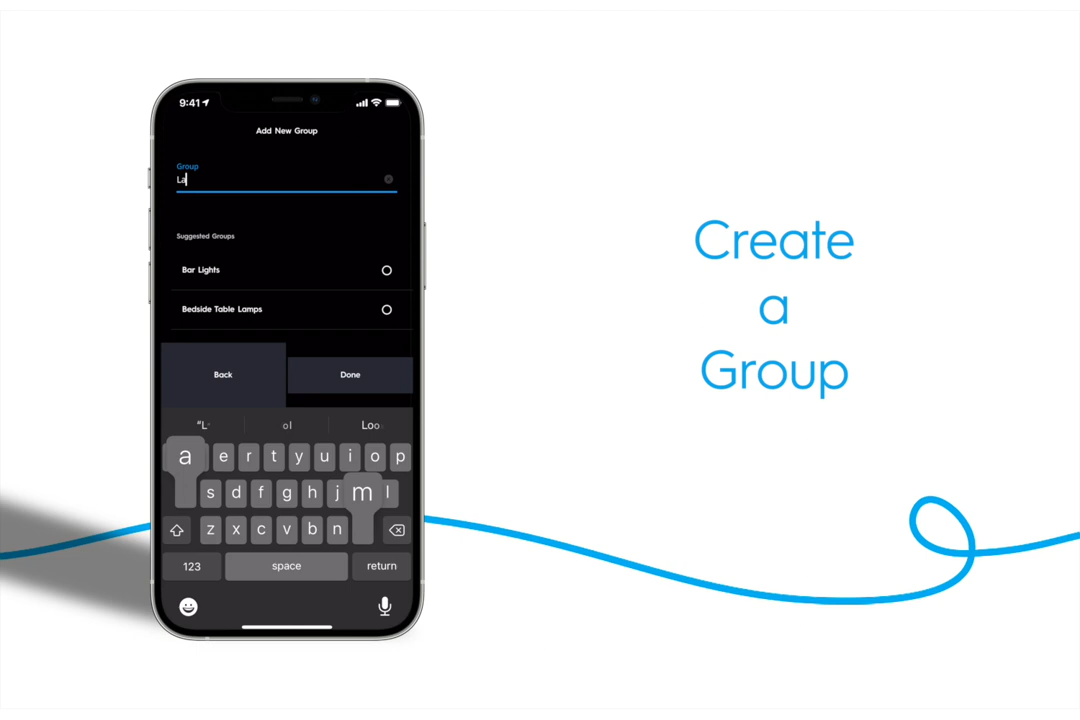 9:41
Add New Group
Group
La
Suggested Groups
Bar Lights
Bedside Table Lamps
Back
Done
Loo
a e r t y u i o p
s d f g h j m l
z x c v b n
123 space return
Create
a
Group